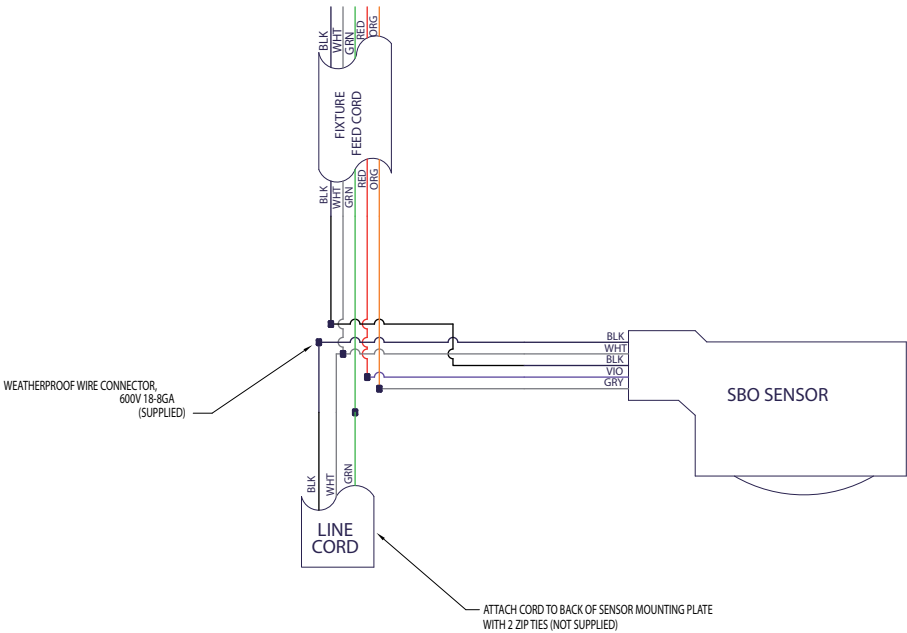 BLK
WHT
GRN
RED
ORG
FIXTURE
FEED CORD
BLK
WHT
GRN
RED
ORG
BLK
WHT
BLK
VIO
GRY
SBO SENSOR
WEATHERPROOF WIRE CONNECTOR,
600V 18-8GA
(SUPPLIED)
BLK
WHT
GRN
LINE
CORD
ATTACH CORD TO BACK OF SENSOR MOUNTING PLATE
WITH 2 ZIP TIES (NOT SUPPLIED)